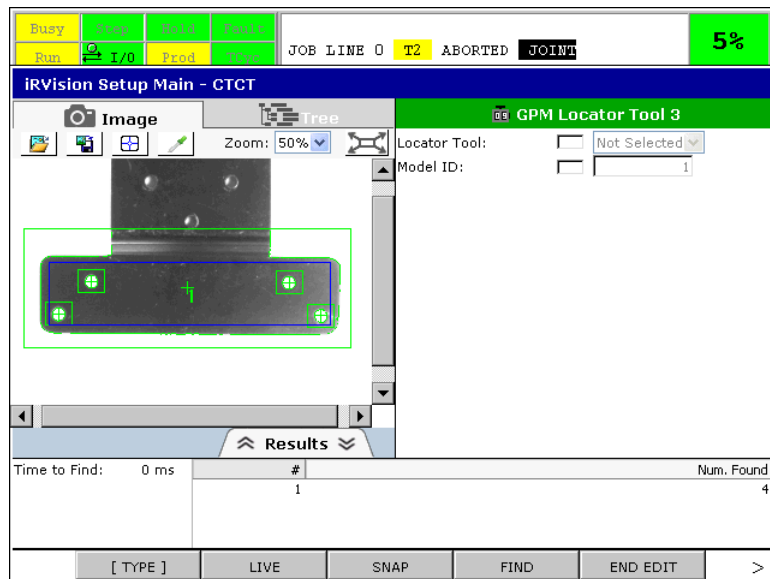 Busy Step Hold Fault
Run I/O Prod TCyc
JOB LINE 0 T2 ABORTED JOINT
5%
iRVision Setup Main - CTCT
Image Tree
GPM Locator Tool 3
Zoom: 50%
Locator Tool: Not Selected
Model ID: 1
1
Results
Time to Find: 0 ms
# Num. Found
1 4
[ TYPE ] LIVE SNAP FIND END EDIT >